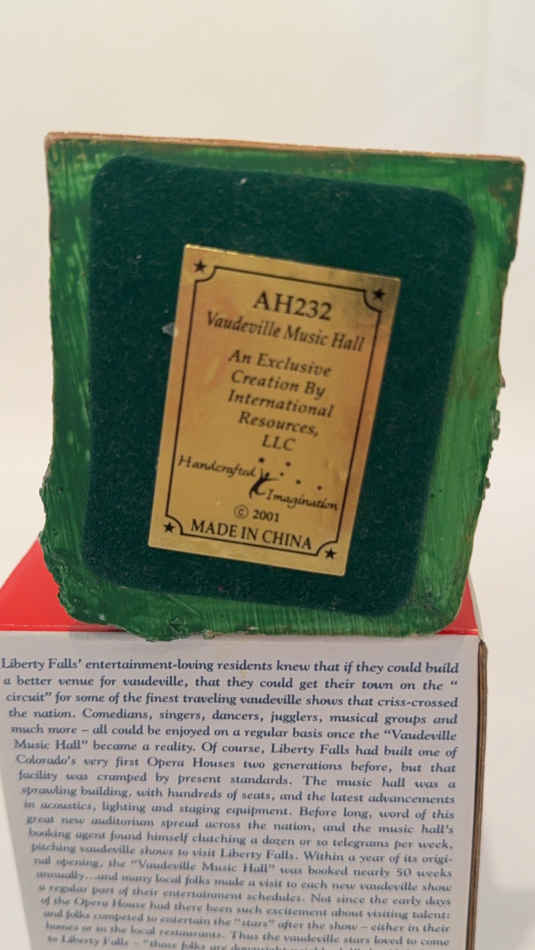 AH232
Vaudeville Music Hall
An Exclusive
Creation By
International
Resources,
LLC
Handcrafted
Imagination
© 2001
MADE IN CHINA
Liberty Falls' entertainment-loving residents knew that if they could build
a better venue for vaudeville, that they could get their town on the "
circuit" for some of the finest traveling vaudeville shows that criss-crossed
the nation. Comedians, singers, dancers, jugglers, musical groups and
much more – all could be enjoyed on a regular basis once the "Vaudeville
Music Hall" became a reality. Of course, Liberty Falls had built one of
Colorado's very first Opera Houses two generations before, but that
facility was cramped by present standards. The music hall was a
sprawling building, with hundreds of seats, and the latest advancements
in acoustics, lighting and staging equipment. Before long, word of this
great new auditorium spread across the nation, and the music hall's
booking agent found himself clutching a dozen or so telegrams per week,
pitching vaudeville shows to visit Liberty Falls. Within a year of its origi-
nal opening, the "Vaudeville Music Hall" was booked nearly 50 weeks
annually...and many local folks made a visit to each new vaudeville show
a regular part of their entertainment schedules. Not since the early days
of the Opera House had there been such excitement about visiting talent:
and folks competed to entertain the "stars" after the show – either in their
homes or in the local restaurants. Thus the vaudeville stars loved to come
to Liberty Falls – "those folks are downright